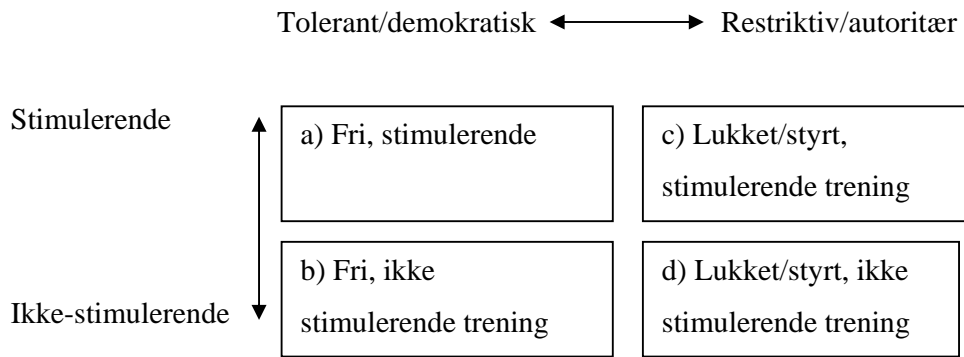 Tolerant/demokratisk Restriktiv/autoritær
Stimulerende
a) Fri, stimulerende
c) Lukket/styrt,
stimulerende trening
b) Fri, ikke
stimulerende trening
d) Lukket/styrt, ikke
stimulerende trening
Ikke-stimulerende